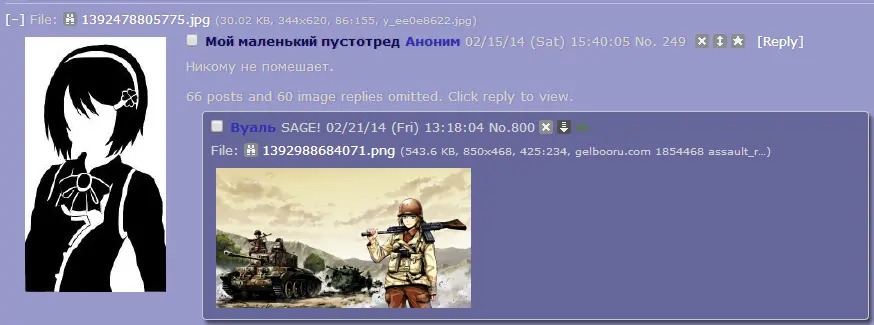 [–] File: 1392478805775.jpg (30.02 KB, 344x620, 86:155, y_ee0e8622.jpg)
Мой маленький пустотред Аноним 02/15/14 (Sat) 15:40:05 No. 249 [Reply]
Никому не помешает.
66 posts and 60 image replies omitted. Click reply to view.
Вуаль SAGE! 02/21/14 (Fri) 13:18:04 No.800
File: 1392988684071.png (543.6 KB, 850x468, 425:234, gelbooru.com 1854468 assault_r…)